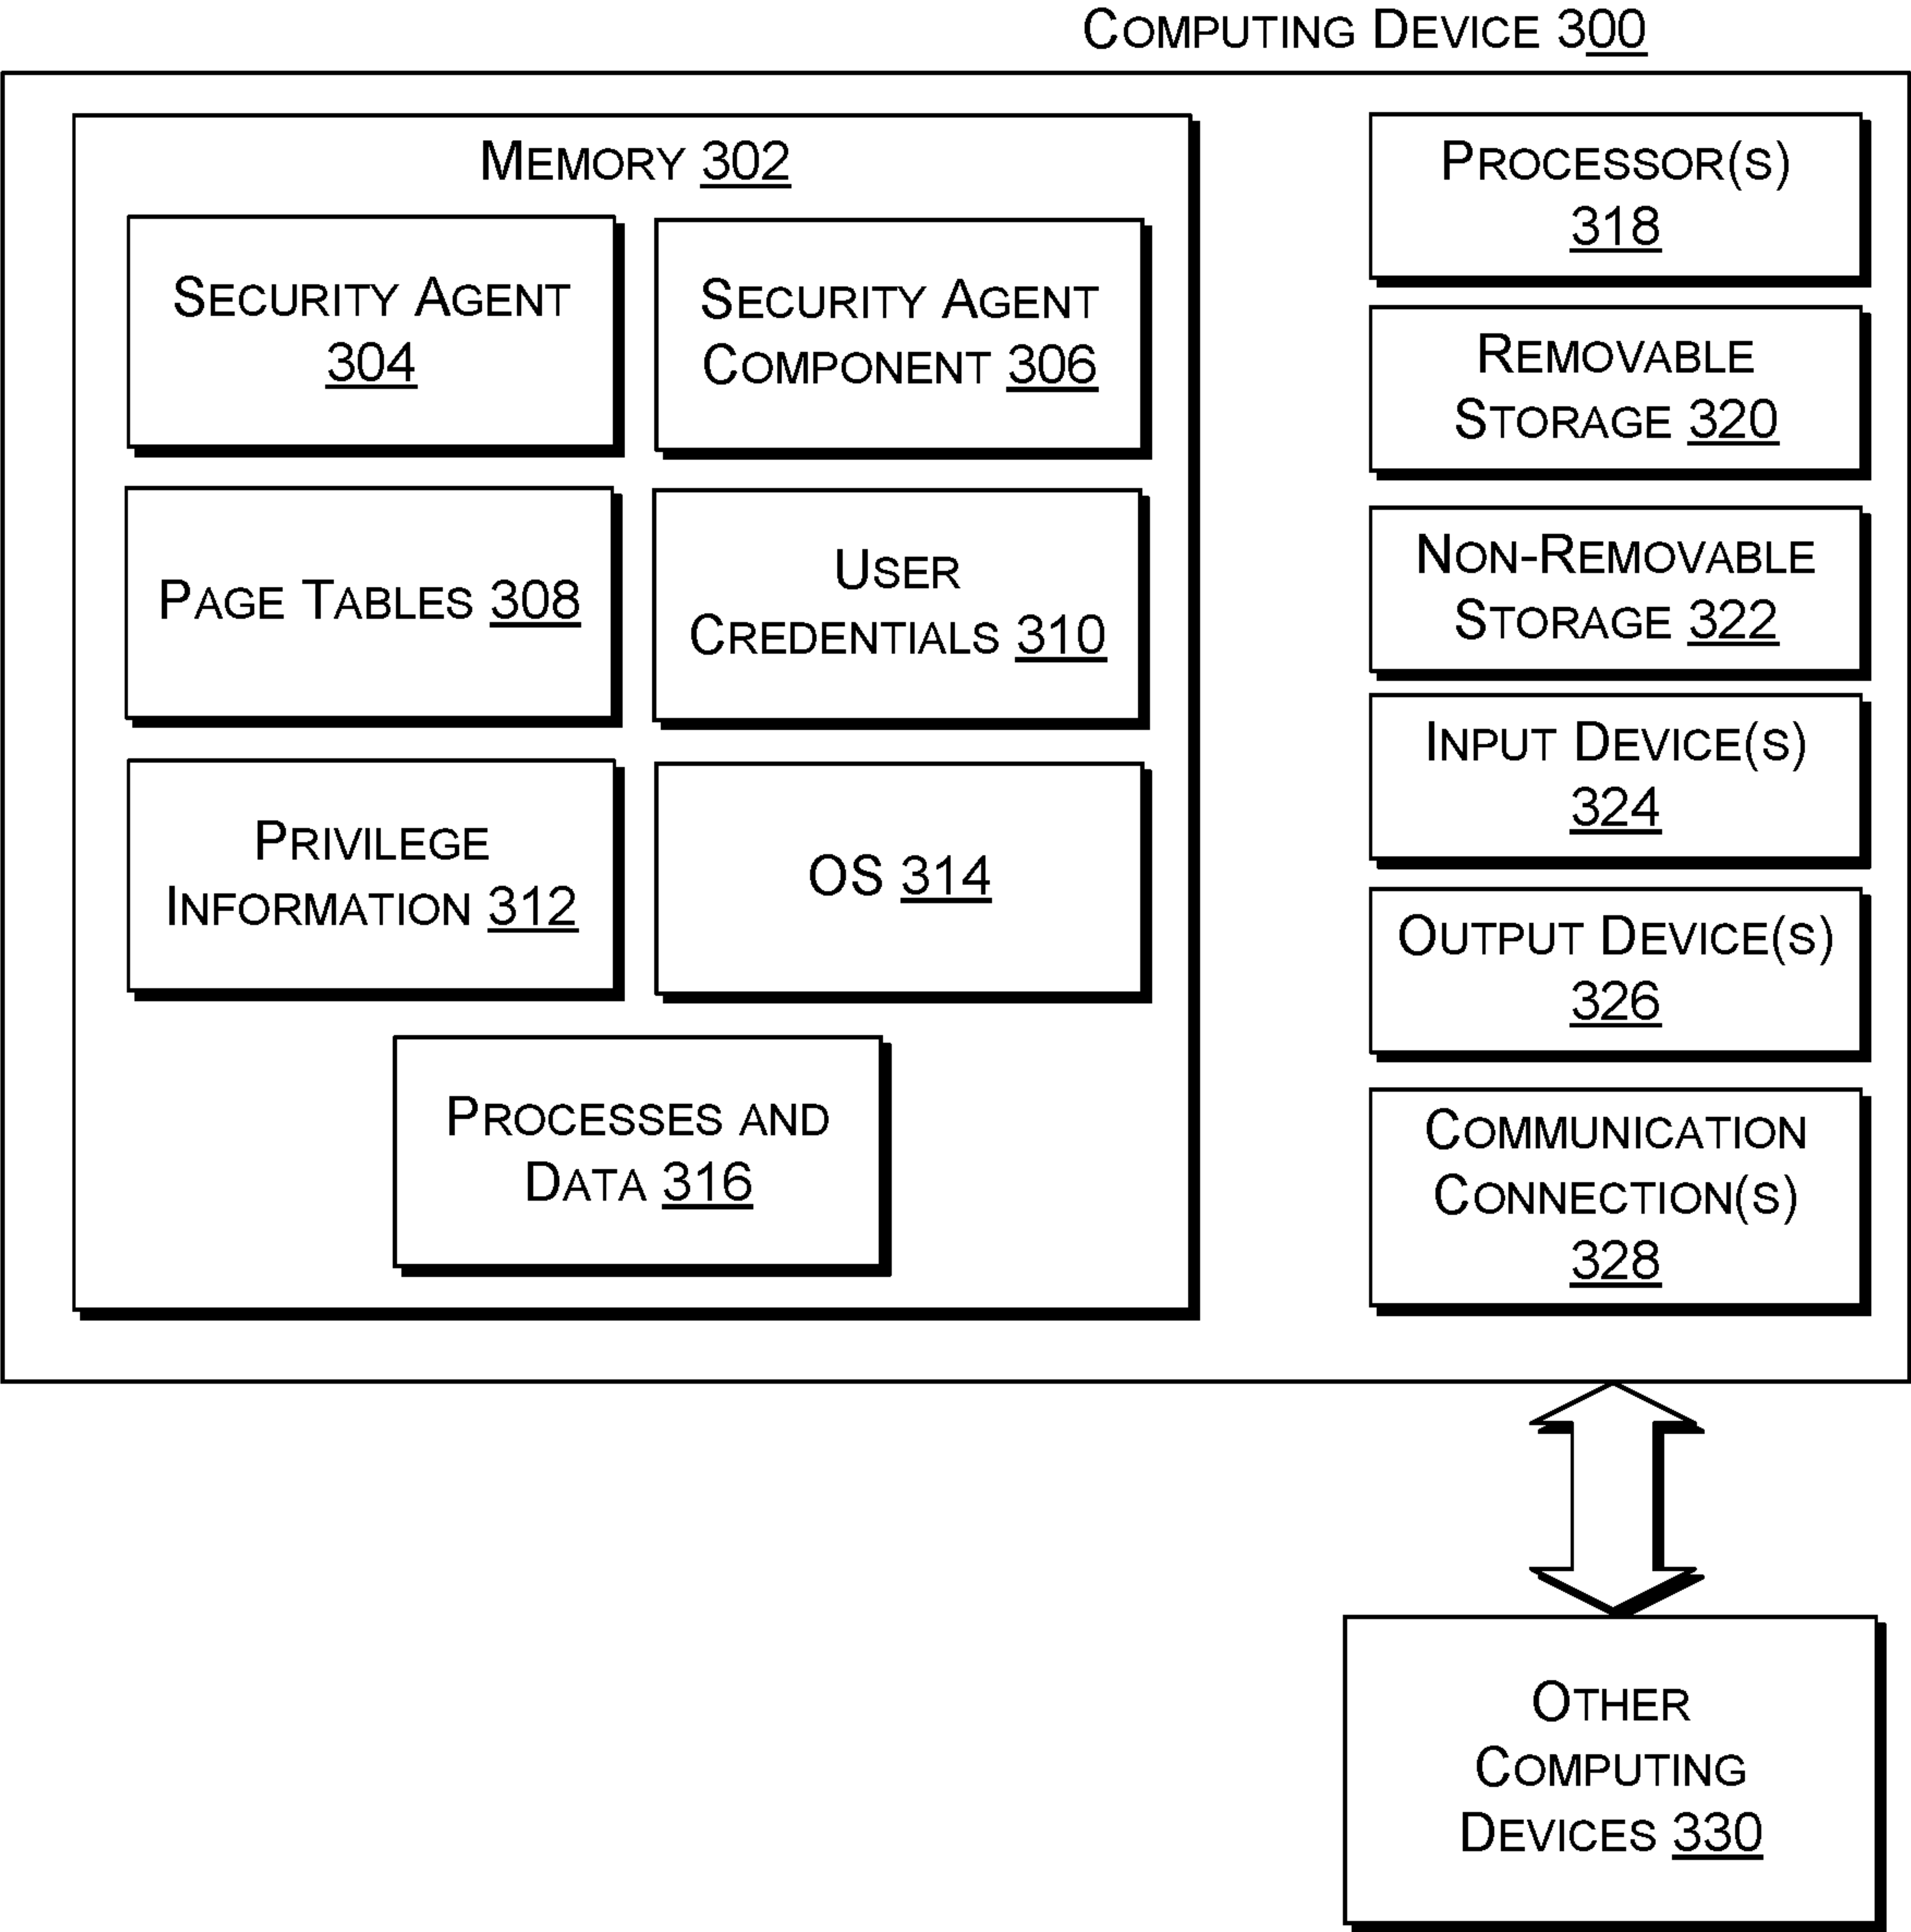 COMPUTING DEVICE 300
MEMORY 302
SECURITY AGENT
304
SECURITY AGENT
COMPONENT 306
PAGE TABLES 308
USER
CREDENTIALS 310
PRIVILEGE
INFORMATION 312
OS 314
PROCESSES AND
DATA 316
PROCESSOR(S)
318
REMOVABLE
STORAGE 320
NON-REMOVABLE
STORAGE 322
INPUT DEVICE(S)
324
OUTPUT DEVICE(S)
326
COMMUNICATION
CONNECTION(S)
328
OTHER
COMPUTING
DEVICES 330